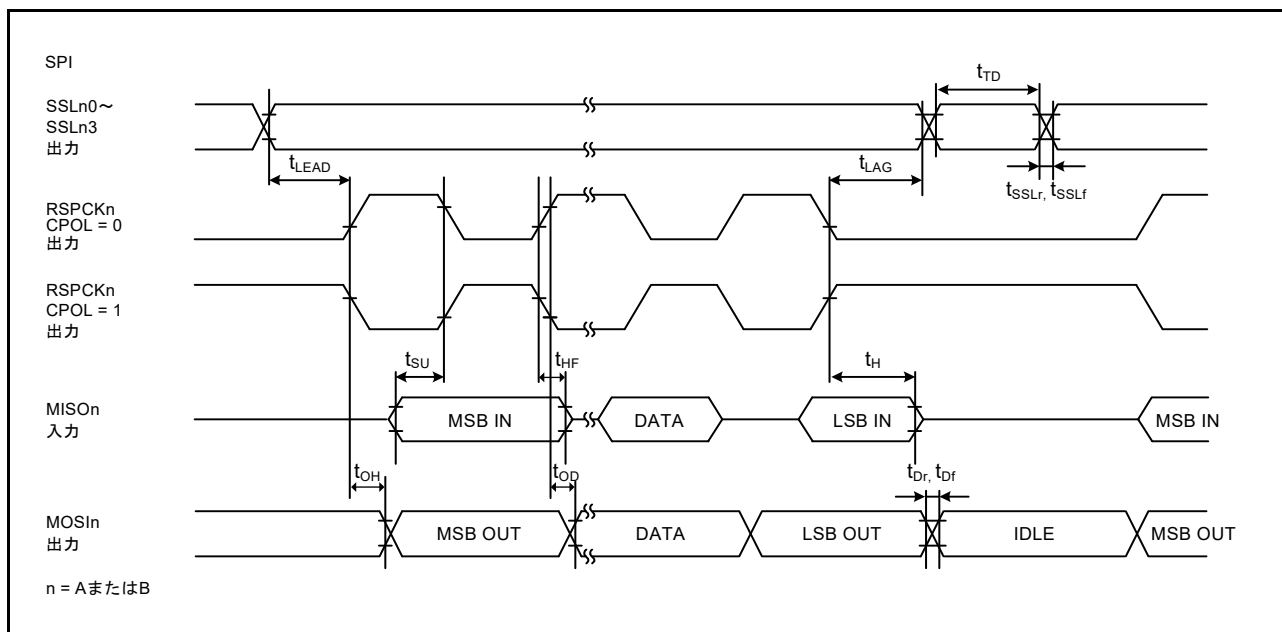 SPI
SSLn0～
SSLn3
出力
tTD
tLEAD
tLAG
tSSLr, tSSLf
RSPCKn
CPOL = 0
出力
RSPCKn
CPOL = 1
出力
tSU
tHF
tH
MISOn
入力
MSB IN
DATA
LSB IN
MSB IN
tOH
tOD
tDr, tDf
MOSIn
出力
MSB OUT
DATA
LSB OUT
IDLE
MSB OUT
n = AまたはB